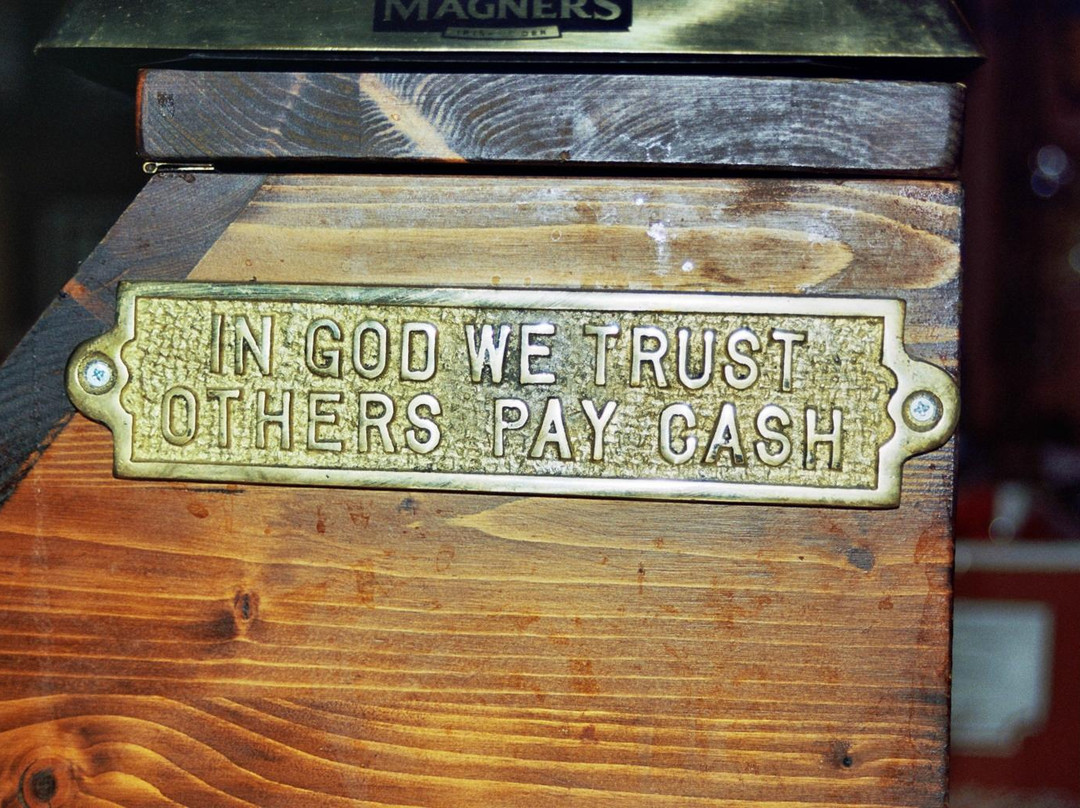 MAGNERS
IN GOD WE TRUST
OTHERS PAY CASH